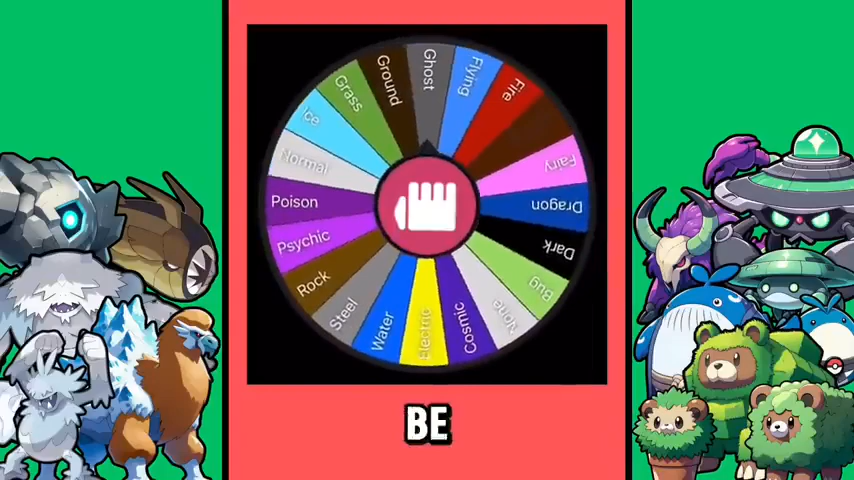 Ghost
Flying
Fire
Fairy
Dragon
Dark
Bug
None
Cosmic
Electric
Water
Steel
Rock
Psychic
Poison
Normal
Ice
Grass
Ground
BE